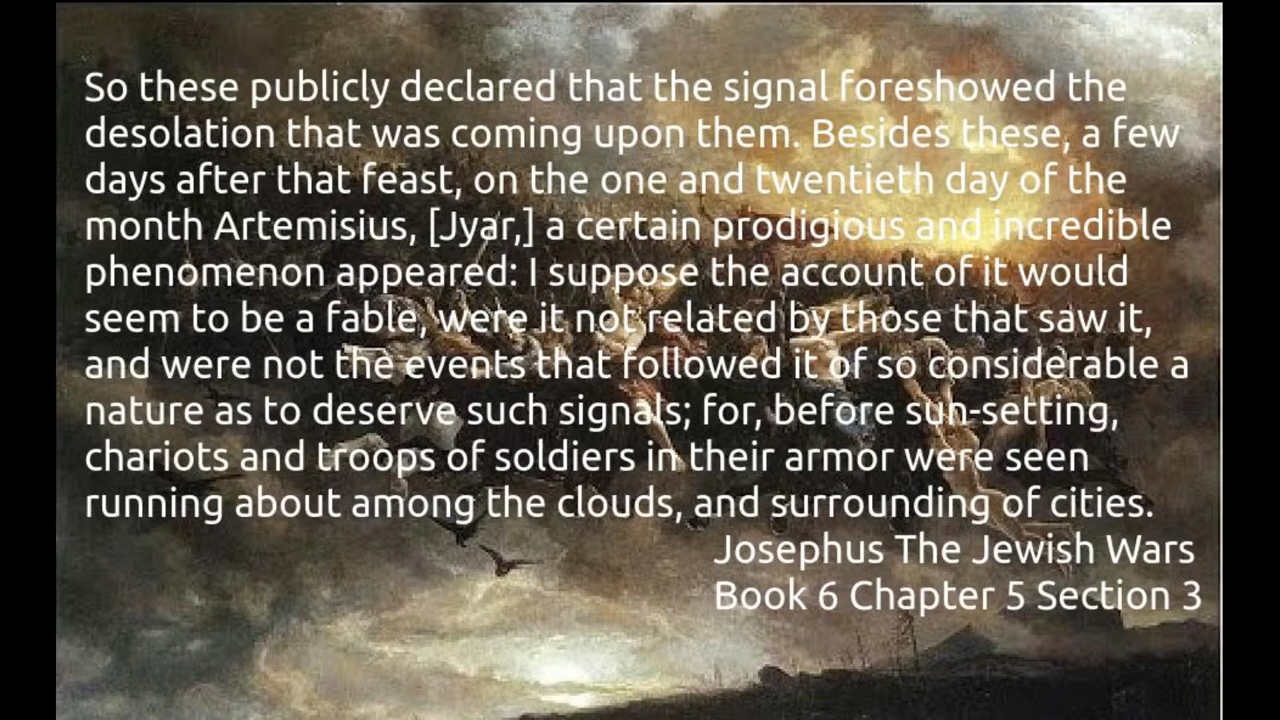 So these publicly declared that the signal foreshowed the
desolation that was coming upon them. Besides these, a few
days after that feast, on the one and twentieth day of the
month Artemisius, [Jyar,] a certain prodigious and incredible
phenomenon appeared: I suppose the account of it would
seem to be a fable, were it not related by those that saw it,
and were not the events that followed it of so considerable a
nature as to deserve such signals; for, before sun-setting,
chariots and troops of soldiers in their armor were seen
running about among the clouds, and surrounding of cities.
Josephus The Jewish Wars
Book 6 Chapter 5 Section 3